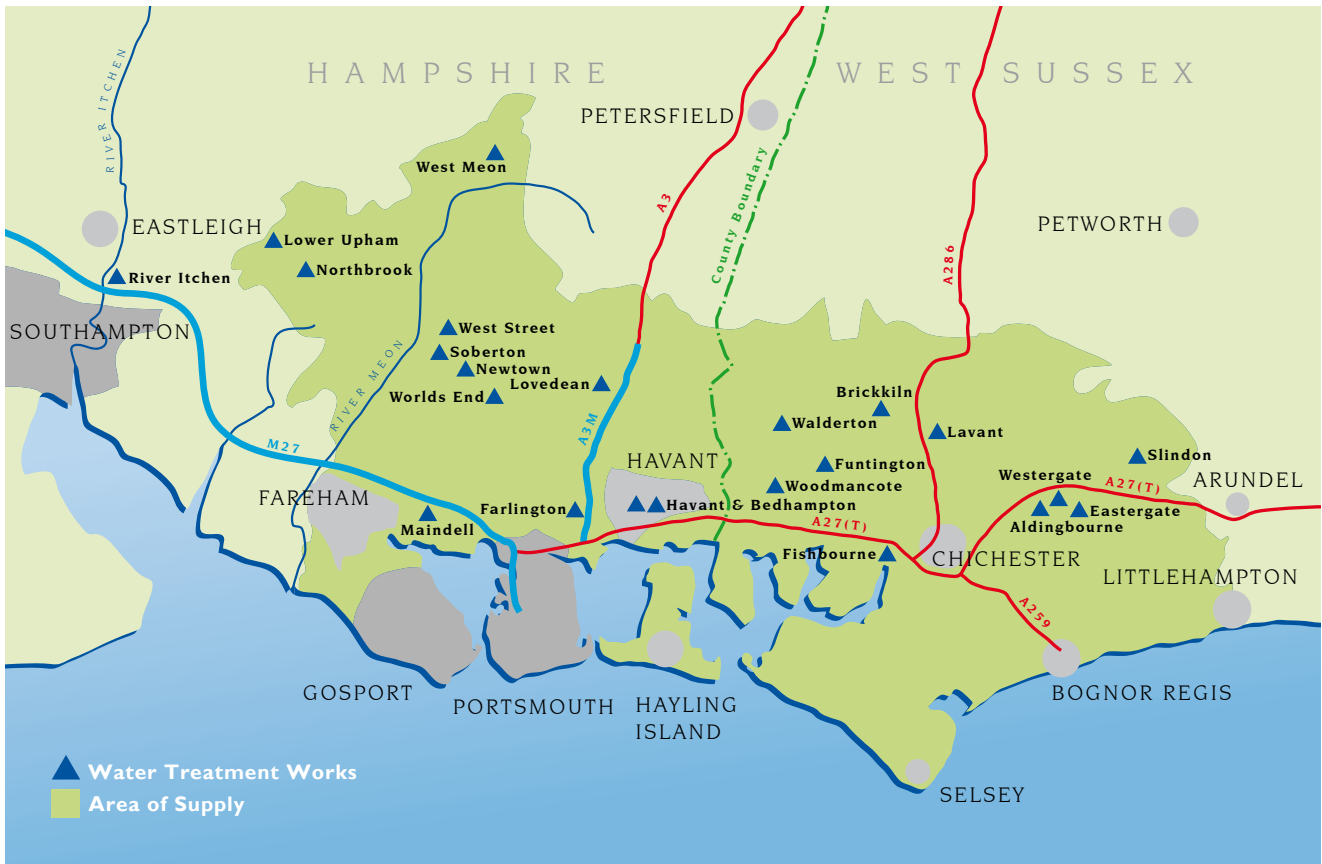 HAMPSHIRE
WEST SUSSEX
RIVER ITCHEN
PETERSFIELD
County Boundary
West Meon
A3
EASTLEIGH
PETWORTH
Lower Upham
A286
Northbrook
River Itchen
SOUTHAMPTON
West Street
Soberton
RIVER MEON
Newtown
Lovedean
Worlds End
Brickkiln
A3M
Walderton
Lavant
M27
HAVANT
Funtington
Slindon
Westergate
ARUNDEL
FAREHAM
Woodmancote
A27(T)
Farlington
Havant & Bedhampton
Eastergate
Maindell
A27(T)
Aldingbourne
Fishbourne
CHICHESTER
LITTLEHAMPTON
A259
GOSPORT
PORTSMOUTH
HAYLING
ISLAND
BOGNOR REGIS
Water Treatment Works
SELSEY
Area of Supply